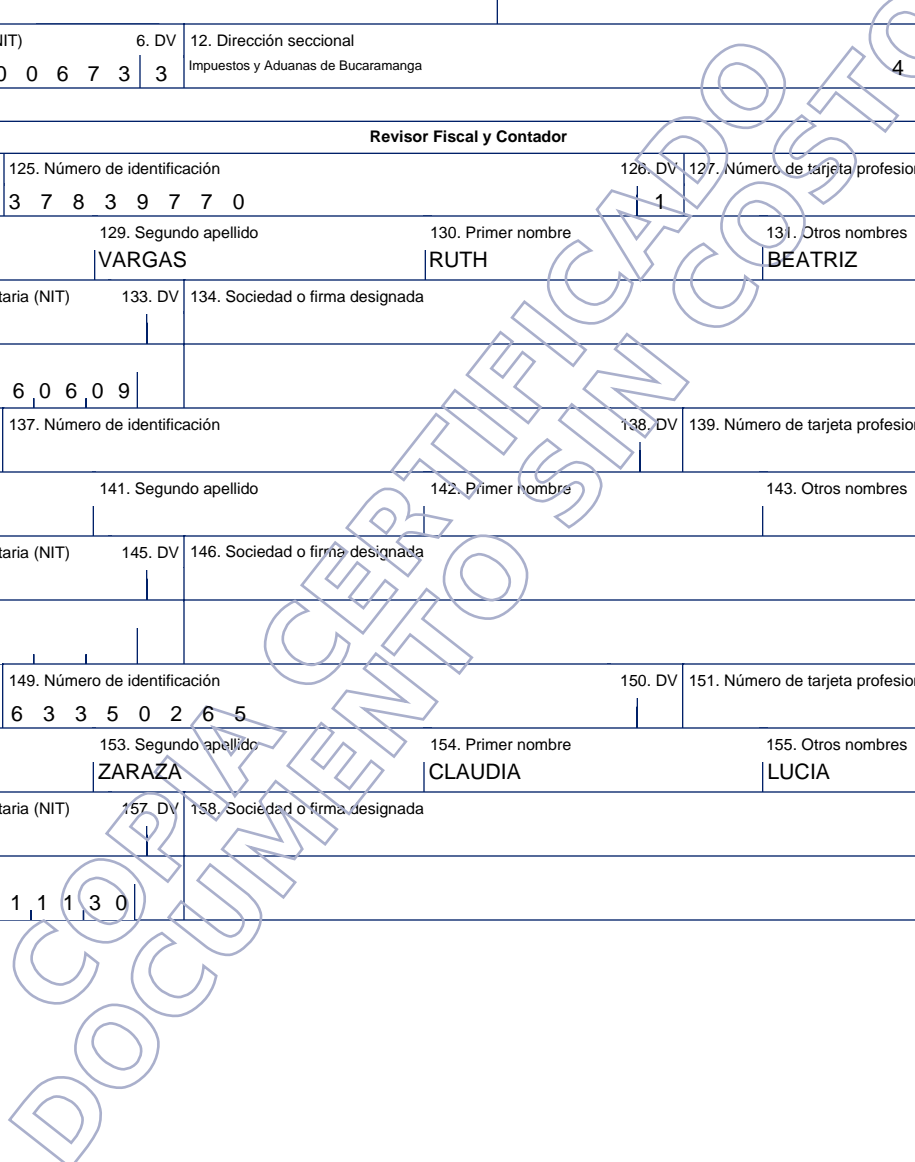 IIT) 6. DV 12. Dirección seccional
0 0 6 7 3 3 Impuestos y Aduanas de Bucaramanga 4
Revisor Fiscal y Contador
125. Número de identificación 126. DV 127. Número de tarjeta profesion
3 7 8 3 9 7 7 0 1
129. Segundo apellido 130. Primer nombre 131. Otros nombres
VARGAS RUTH BEATRIZ
taria (NIT) 133. DV 134. Sociedad o firma designada
6 0 6 0 9
137. Número de identificación 138. DV 139. Número de tarjeta profesion
141. Segundo apellido 142. Primer nombre 143. Otros nombres
taria (NIT) 145. DV 146. Sociedad o firma designada
149. Número de identificación 150. DV 151. Número de tarjeta profesion
6 3 3 5 0 2 6 5
153. Segundo apellido 154. Primer nombre 155. Otros nombres
ZARAZA CLAUDIA LUCIA
taria (NIT) 157. DV 158. Sociedad o firma designada
1 1 1 3 0
COPIA CERTIFICADO
DOCUMENTO SIN COSTO